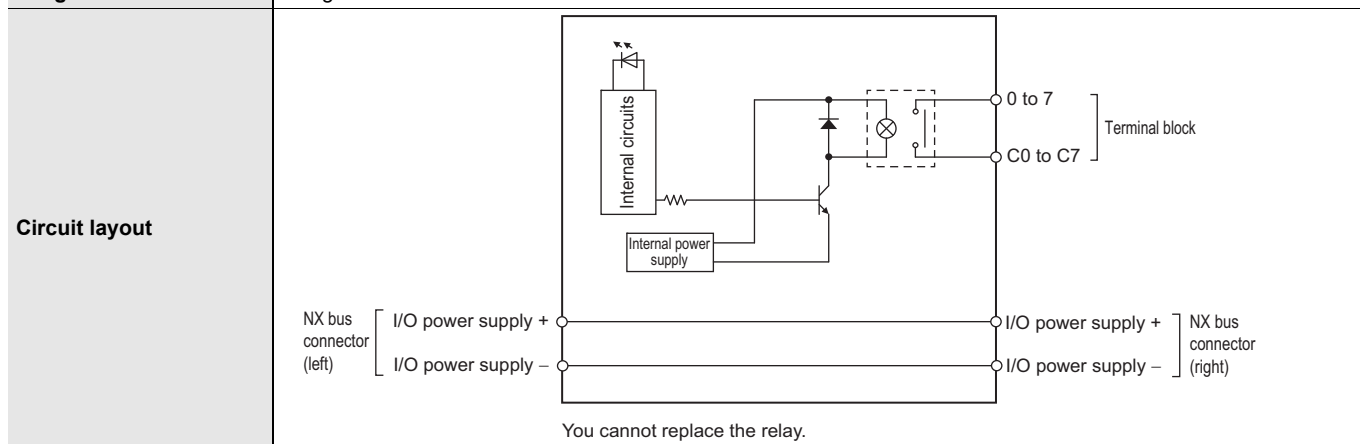 Circuit layout
Internal circuits
Internal power
supply
0 to 7
C0 to C7
Terminal block
NX bus
connector
(left)
I/O power supply +
I/O power supply −
I/O power supply +
I/O power supply −
NX bus
connector
(right)
You cannot replace the relay.